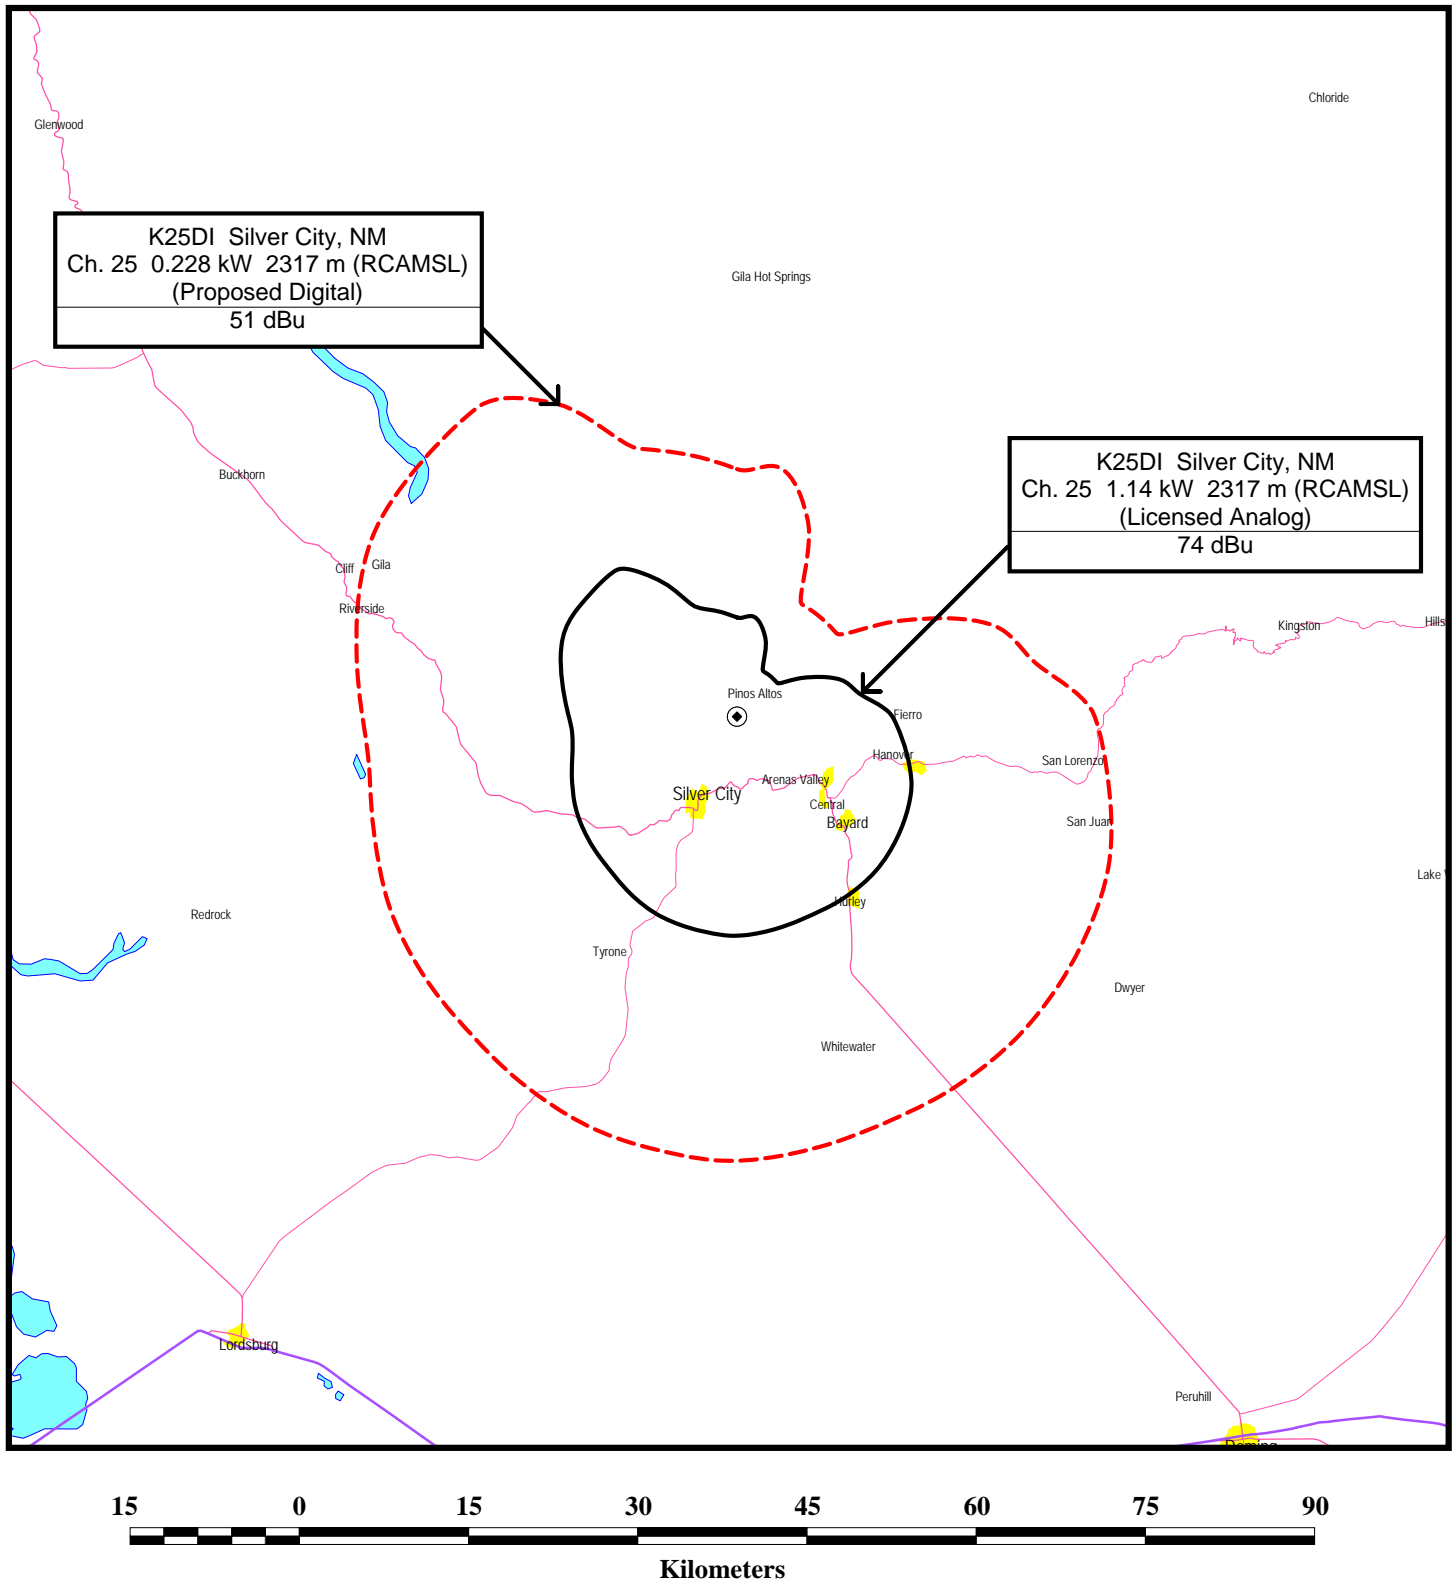 Chloride
Glenwood
K25DI Silver City, NM
Ch. 25 0.228 kW 2317 m (RCAMSL)
(Proposed Digital)
51 dBu
Gila Hot Springs
K25DI Silver City, NM
Ch. 25 1.14 kW 2317 m (RCAMSL)
(Licensed Analog)
74 dBu
Buckhorn
Cliff
Gila
Riverside
Kingston
Hills
Pinos Altos
Fierro
Hanover
San Lorenzo
Arenas Valley
Silver City
Central
Bayard
San Juan
Lake
Hurley
Redrock
Tyrone
Dwyer
Whitewater
Lordsburg
Peruhill
Deming
15 0 15 30 45 60 75 90
Kilometers